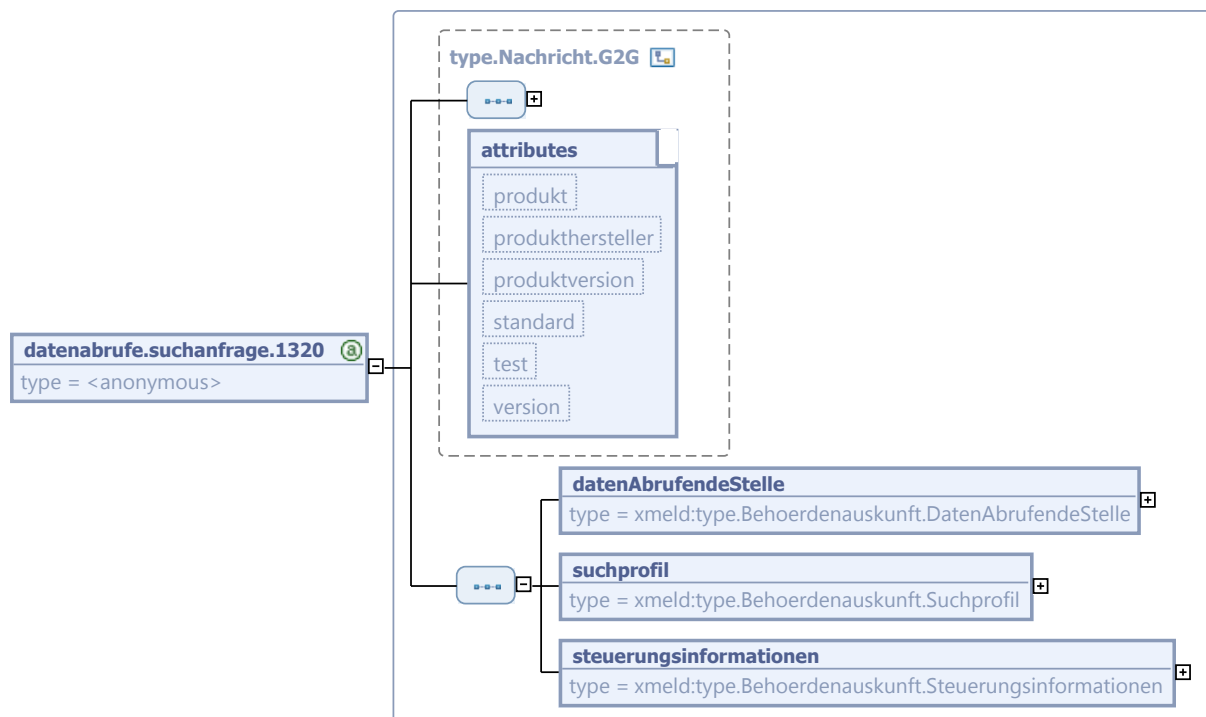 type.Nachricht.G2G
attributes
produkt
produkthersteller
produktversion
standard
test
version
datenabrufe.suchanfrage.1320 a
type = <anonymous>
datenAbrufendeStelle
type = xmeld:type.Behoerdenauskunft.DatenAbrufendeStelle
suchprofil
type = xmeld:type.Behoerdenauskunft.Suchprofil
steuerungsinformationen
type = xmeld:type.Behoerdenauskunft.Steuerungsinformationen